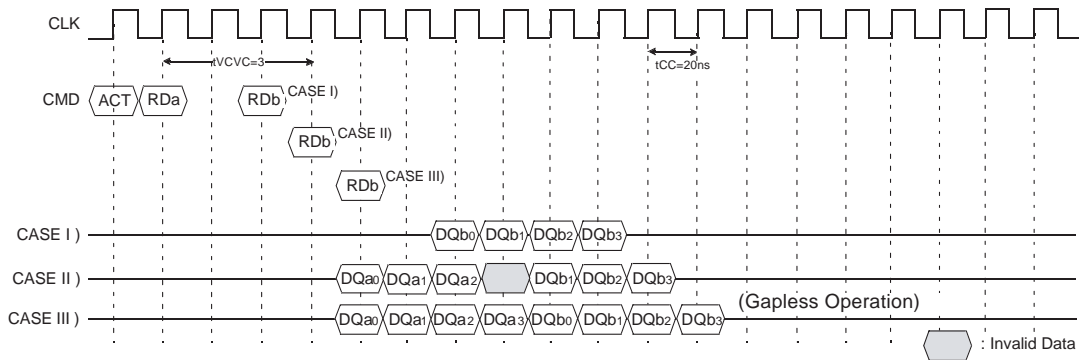 CLK
tVCVC=3
tCC=20ns
CMD ACT RDa RDb CASE I)
RDb CASE II)
RDb CASE III)
CASE I ) DQb0 DQb1 DQb2 DQb3
CASE II ) DQa0 DQa1 DQa2 DQb1 DQb2 DQb3
(Gapless Operation)
CASE III ) DQa0 DQa1 DQa2 DQa3 DQb0 DQb1 DQb2 DQb3
: Invalid Data